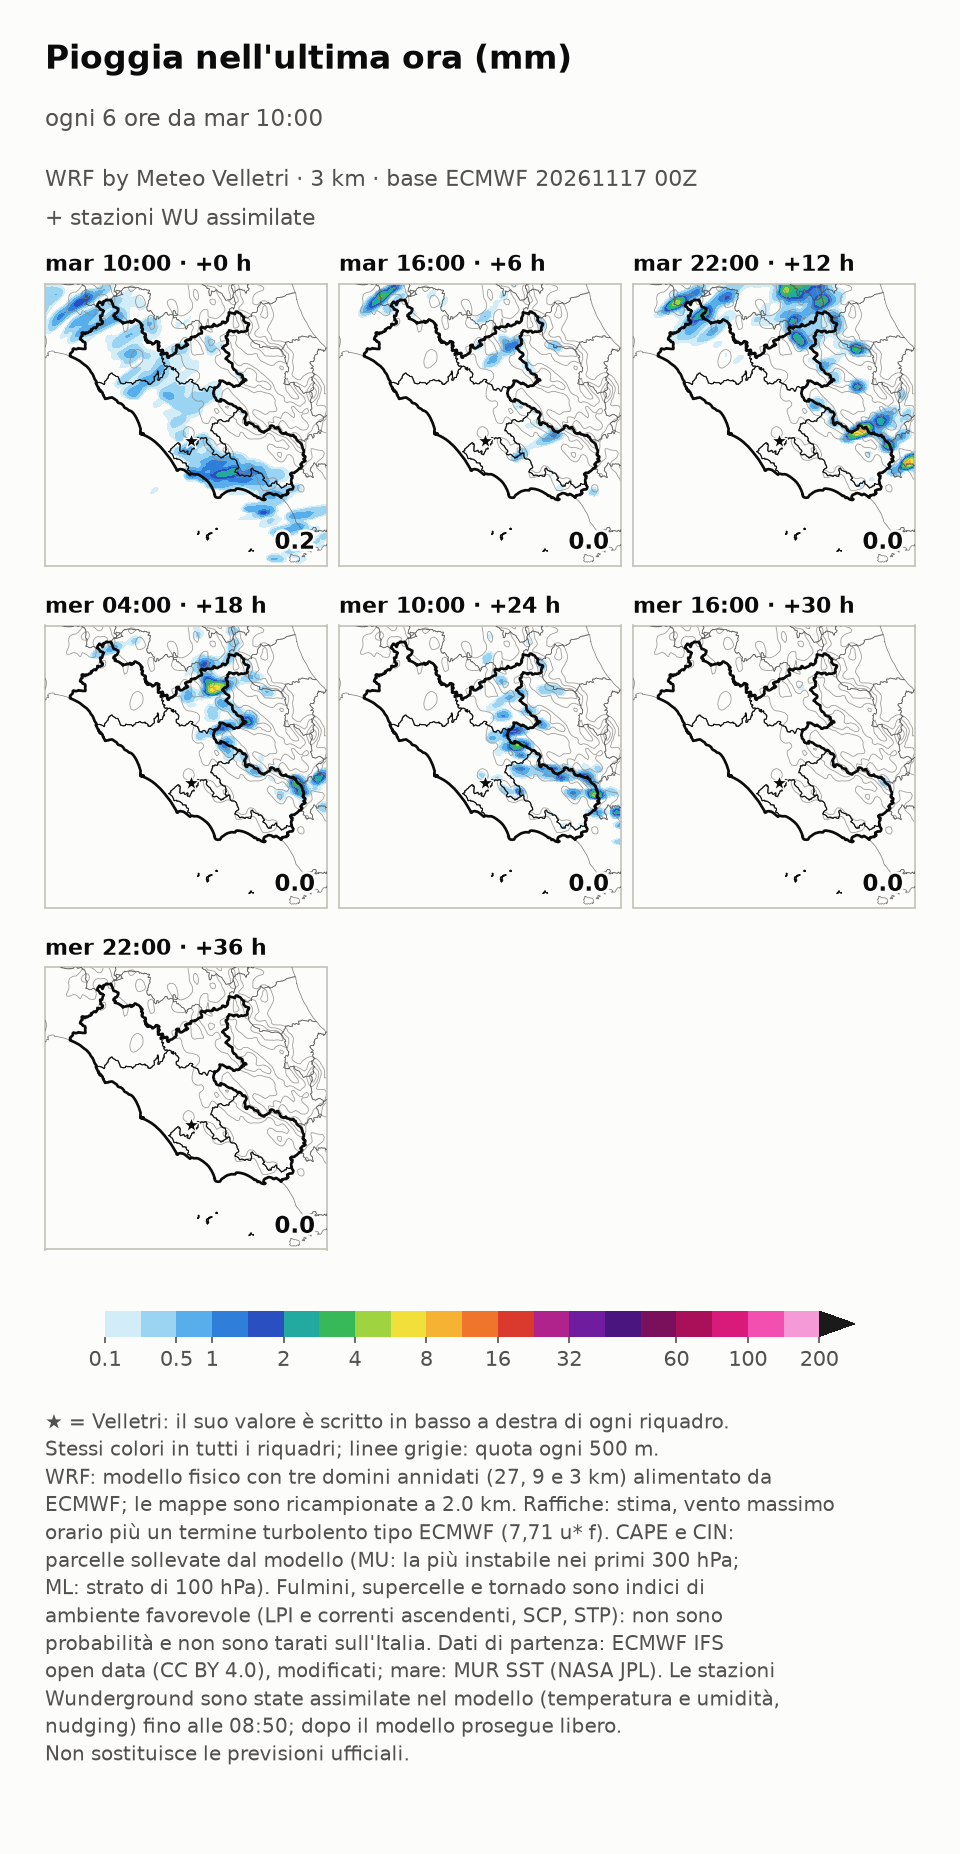 Pioggia nell'ultima ora (mm)
ogni 6 ore da mar 10:00
WRF by Meteo Velletri · 3 km · base ECMWF 20261117 00Z
+ stazioni WU assimilate
mar 10:00 · +0 h
mar 16:00 · +6 h
mar 22:00 · +12 h
0.2
0.0
0.0
mer 04:00 · +18 h
mer 10:00 · +24 h
mer 16:00 · +30 h
0.0
0.0
0.0
mer 22:00 · +36 h
0.0
0.1 0.5 1 2 4 8 16 32 60 100 200
★ = Velletri: il suo valore è scritto in basso a destra di ogni riquadro.
Stessi colori in tutti i riquadri; linee grigie: quota ogni 500 m.
WRF: modello fisico con tre domini annidati (27, 9 e 3 km) alimentato da
ECMWF; le mappe sono ricampionate a 2.0 km. Raffiche: stima, vento massimo
orario più un termine turbolento tipo ECMWF (7,71 u* f). CAPE e CIN:
parcelle sollevate dal modello (MU: la più instabile nei primi 300 hPa;
ML: strato di 100 hPa). Fulmini, supercelle e tornado sono indici di
ambiente favorevole (LPI e correnti ascendenti, SCP, STP): non sono
probabilità e non sono tarati sull'Italia. Dati di partenza: ECMWF IFS
open data (CC BY 4.0), modificati; mare: MUR SST (NASA JPL). Le stazioni
Wunderground sono state assimilate nel modello (temperatura e umidità,
nudging) fino alle 08:50; dopo il modello prosegue libero.
Non sostituisce le previsioni ufficiali.